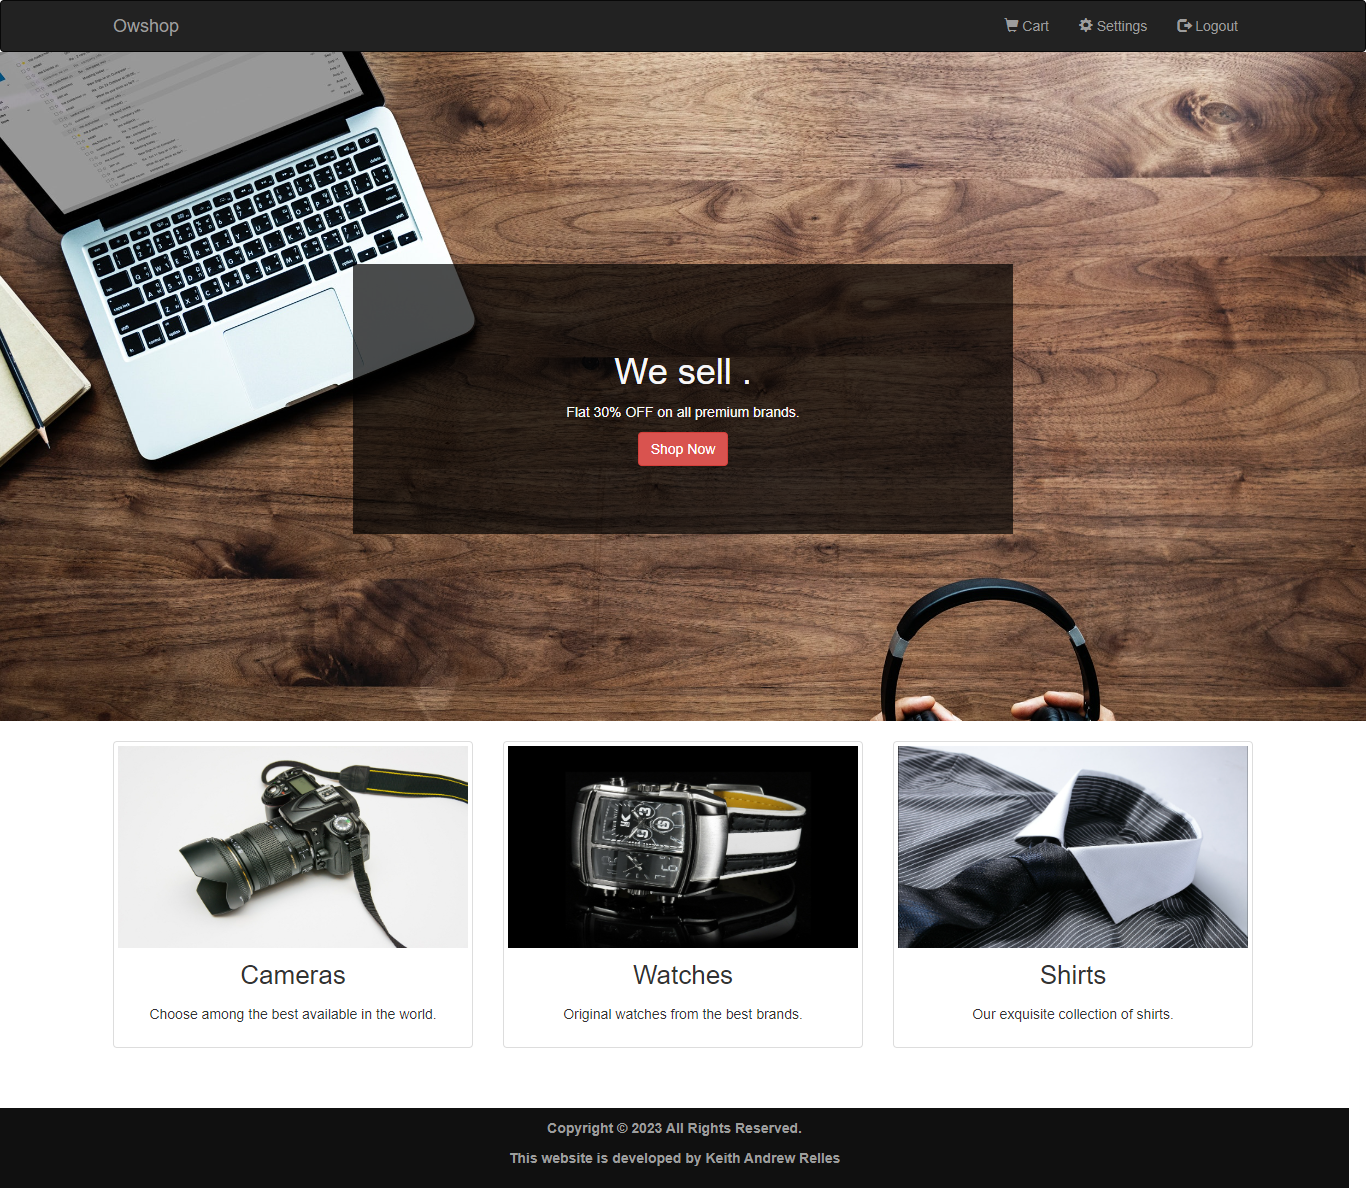 Owshop
Cart
Settings
Logout
We sell .
Flat 30% OFF on all premium brands.
Shop Now
Cameras
Choose among the best available in the world.
Watches
Original watches from the best brands.
Shirts
Our exquisite collection of shirts.
Copyright © 2023 All Rights Reserved.
This website is developed by Keith Andrew Relles